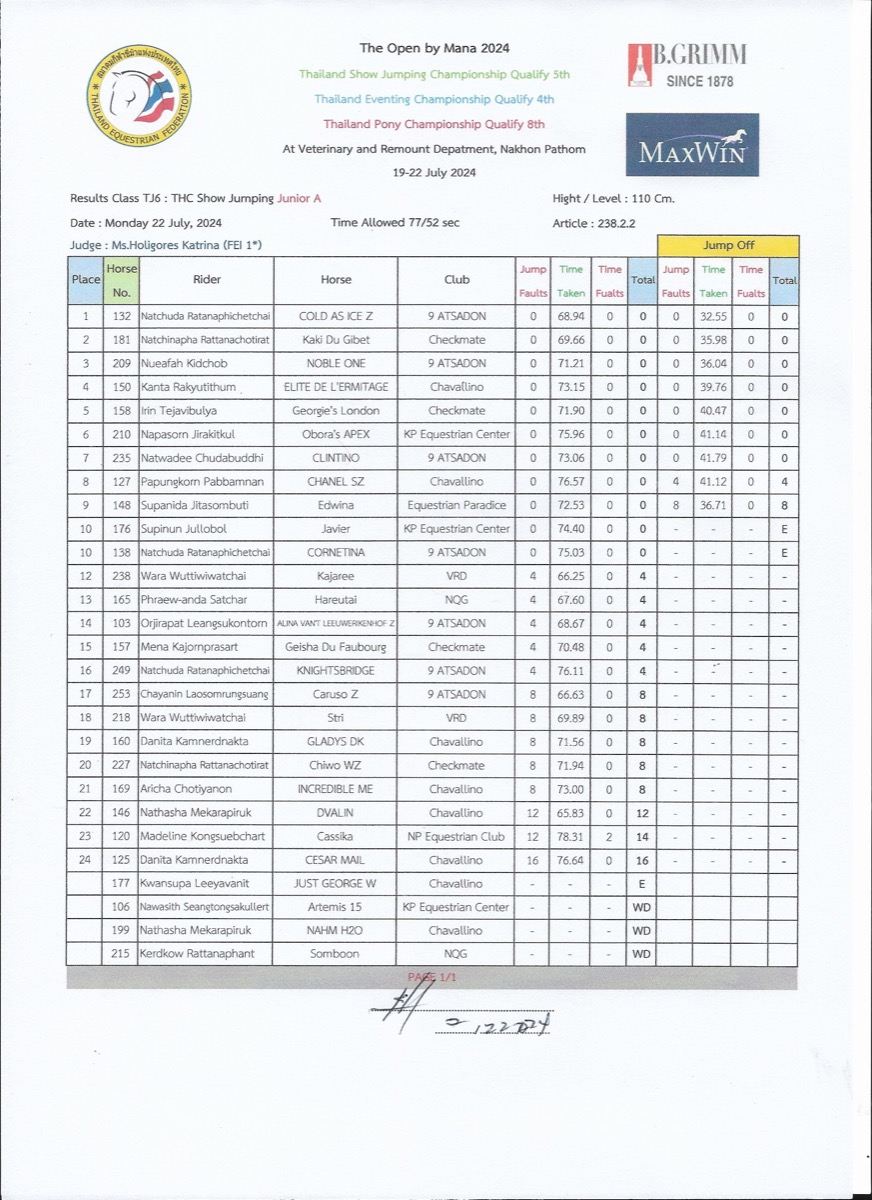 The Open by Mana 2024
Thailand Show Jumping Championship Qualify 5th
Thailand Eventing Championship Qualify 4th
Thailand Pony Championship Qualify 8th
At Veterinary and Remount Depatment, Nakhon Pathom
19-22 July 2024
สมาคมกีฬาขี่ม้าแห่งประเทศไทย
THAILAND EQUESTRIAN FEDERATION
B.GRIMM
SINCE 1878
MAXWIN
Results Class TJ6 : THC Show Jumping Junior A Hight / Level : 110 Cm.
Date : Monday 22 July, 2024 Time Allowed 77/52 sec Article : 238.2.2
Judge : Ms.Holigores Katrina (FEI 1*) Jump Off
Place Horse No. Rider Horse Club Jump Faults Time Taken Time Fualts Total Jump Faults Time Taken Time Fualts Total
1 132 Natchuda Ratanaphichetchai COLD AS ICE Z 9 ATSADON 0 68.94 0 0 0 32.55 0 0
2 181 Natchinapha Rattanachotirat Kaki Du Gibet Checkmate 0 69.66 0 0 0 35.98 0 0
3 209 Nueafah Kidchob NOBLE ONE 9 ATSADON 0 71.21 0 0 0 36.04 0 0
4 150 Kanta Rakyutithum ELITE DE L'ERMITAGE Chavallino 0 73.15 0 0 0 39.76 0 0
5 158 Irin Tejavibulya Georgie's London Checkmate 0 71.90 0 0 0 40.47 0 0
6 210 Napasorn Jirakitkul Obora's APEX KP Equestrian Center 0 75.96 0 0 0 41.14 0 0
7 235 Natwadee Chudabuddhi CLINTINO 9 ATSADON 0 73.06 0 0 0 41.79 0 0
8 127 Papungkorn Pabbamnan CHANEL SZ Chavallino 0 76.57 0 0 4 41.12 0 4
9 148 Supanida Jitasombuti Edwina Equestrian Paradice 0 72.53 0 0 8 36.71 0 8
10 176 Supinun Jullobol Javier KP Equestrian Center 0 74.40 0 0 - - - E
10 138 Natchuda Ratanaphichetchai CORNETINA 9 ATSADON 0 75.03 0 0 - - - E
12 238 Wara Wuttiwiwatchai Kajaree VRD 4 66.25 0 4 - - - -
13 165 Phraew-anda Satchar Hareutai NQG 4 67.60 0 4 - - - -
14 103 Orjirapat Leangsukontorn ALINA VAN'T LEEUWERIKENHOF Z 9 ATSADON 4 68.67 0 4 - - - -
15 157 Mena Kajornprasart Geisha Du Faubourg Checkmate 4 70.48 0 4 - - - -
16 249 Natchuda Ratanaphichetchai KNIGHTSBRIDGE 9 ATSADON 4 76.11 0 4 - - - -
17 253 Chayanin Laosomrungsuang Caruso Z 9 ATSADON 8 66.63 0 8 - - - -
18 218 Wara Wuttiwiwatchai Stri VRD 8 69.89 0 8 - - - -
19 160 Danita Kamnerdnakta GLADYS DK Chavallino 8 71.56 0 8 - - - -
20 227 Natchinapha Rattanachotirat Chiwo WZ Checkmate 8 71.94 0 8 - - - -
21 169 Aricha Chotiyanon INCREDIBLE ME Chavallino 8 73.00 0 8 - - - -
22 146 Nathasha Mekarapiruk DVALIN Chavallino 12 65.83 0 12 - - - -
23 120 Madeline Kongsuebchart Cassika NP Equestrian Club 12 78.31 2 14 - - - -
24 125 Danita Kamnerdnakta CESAR MAIL Chavallino 16 76.64 0 16 - - - -
177 Kwansupa Leeyavanit JUST GEORGE W Chavallino - - - E
106 Nawasith Seangtongsakullert Artemis 15 KP Equestrian Center - - - WD
199 Nathasha Mekarapiruk NAHM H2O Chavallino - - - WD
215 Kerdkow Rattanaphant Somboon NQG - - - WD
PAGE 1/1